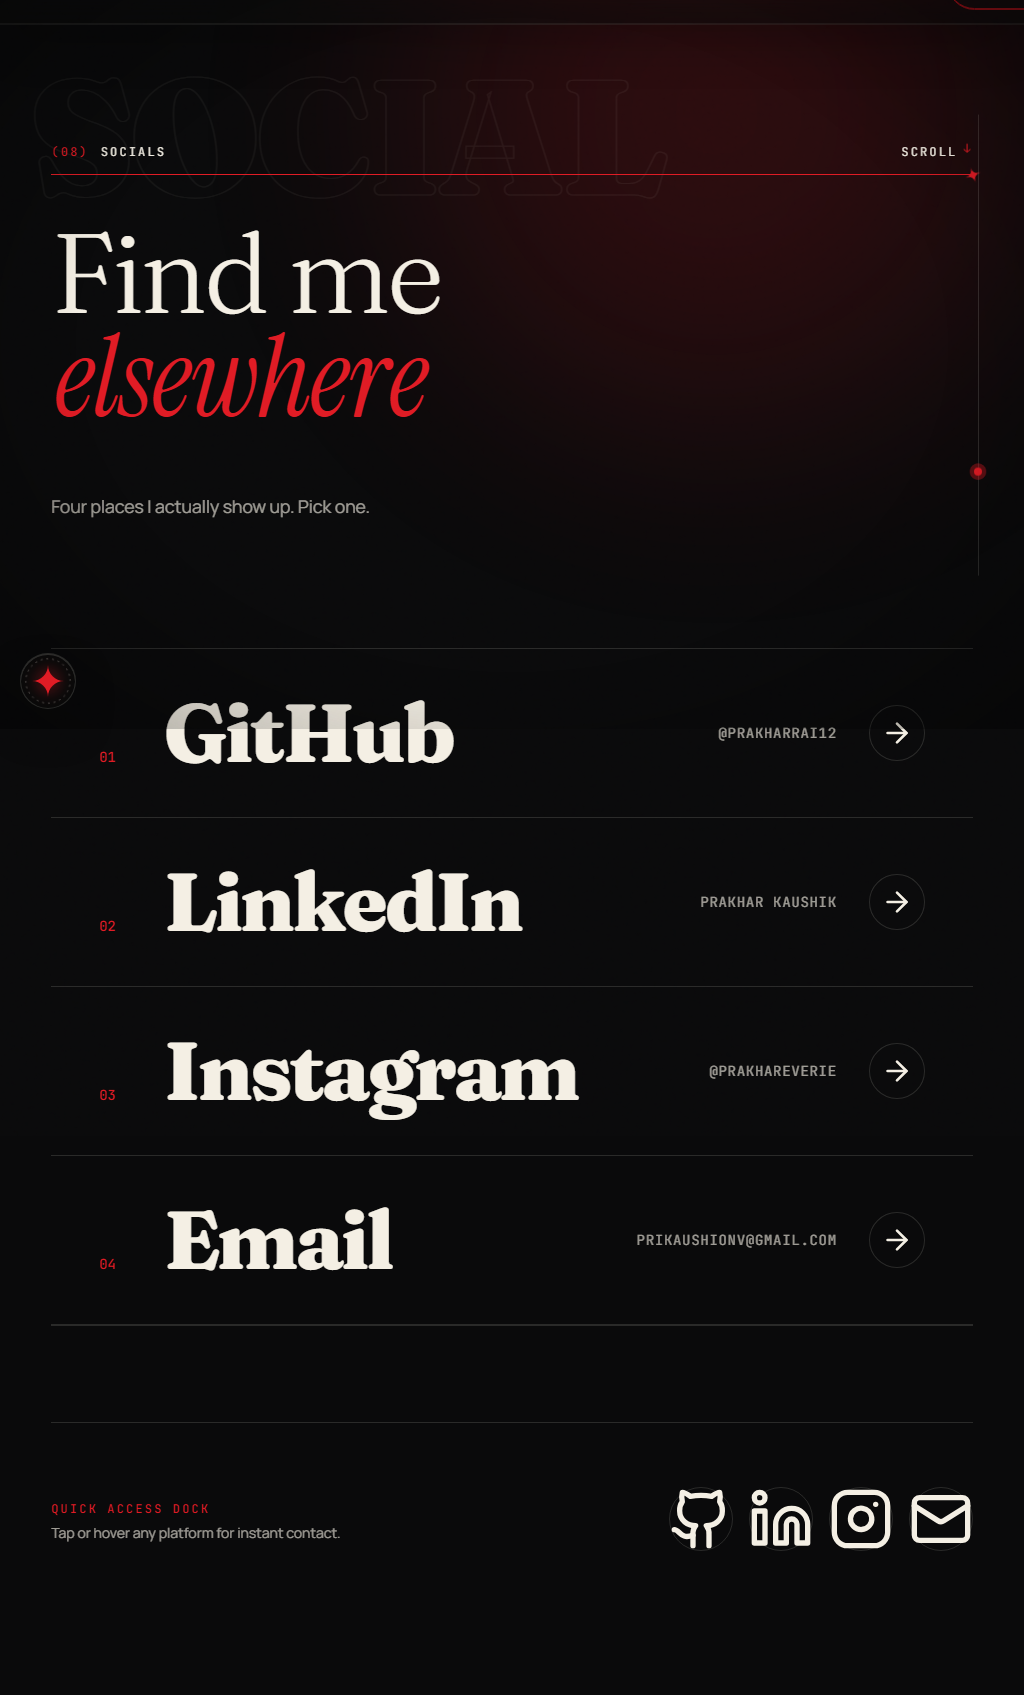 SOCIAL
(08) SOCIALS
SCROLL ↓
Find me
elsewhere
Four places I actually show up. Pick one.
01 GitHub @PRAKHARRAI12
02 LinkedIn PRAKHAR KAUSHIK
03 Instagram @PRAKHAREVERIE
04 Email PRIKAUSHIONV@GMAIL.COM
QUICK ACCESS DOCK
Tap or hover any platform for instant contact.